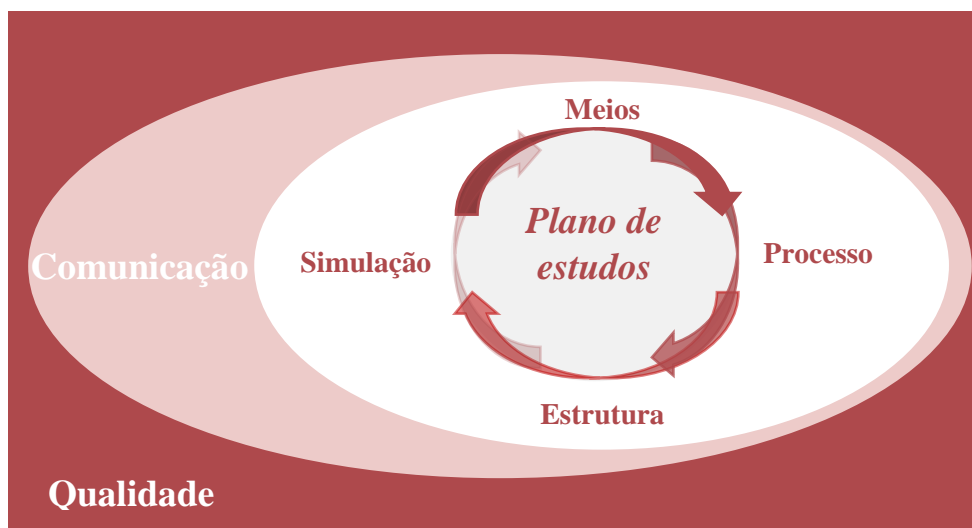 Meios
Plano de
estudos
Simulação
Processo
Comunicação
Estrutura
Qualidade